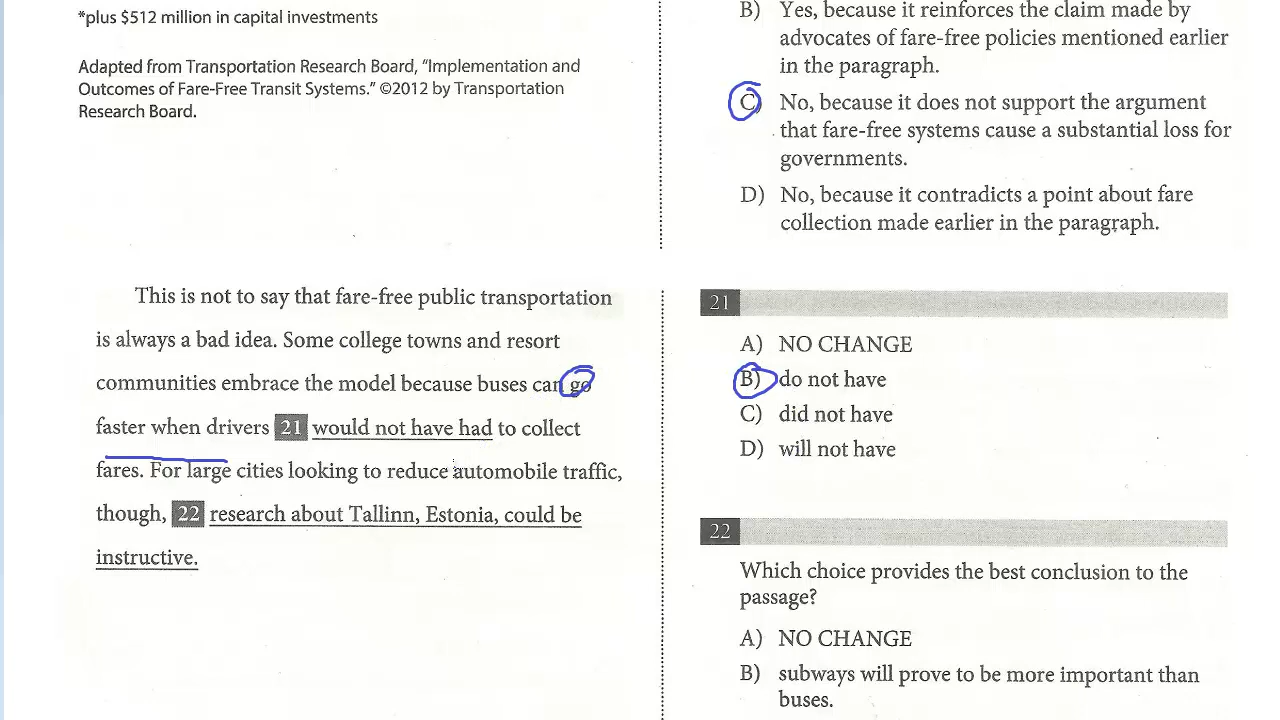 *plus $512 million in capital investments
Adapted from Transportation Research Board, “Implementation and
Outcomes of Fare-Free Transit Systems.” ©2012 by Transportation
Research Board.
This is not to say that fare-free public transportation
is always a bad idea. Some college towns and resort
communities embrace the model because buses can go
faster when drivers 21 would not have had to collect
fares. For large cities looking to reduce automobile traffic,
though, 22 research about Tallinn, Estonia, could be
instructive.
B) Yes, because it reinforces the claim made by
advocates of fare-free policies mentioned earlier
in the paragraph.
C) No, because it does not support the argument
that fare-free systems cause a substantial loss for
governments.
D) No, because it contradicts a point about fare
collection made earlier in the paragraph.
21
A) NO CHANGE
B) do not have
C) did not have
D) will not have
22
Which choice provides the best conclusion to the
passage?
A) NO CHANGE
B) subways will prove to be more important than
buses.